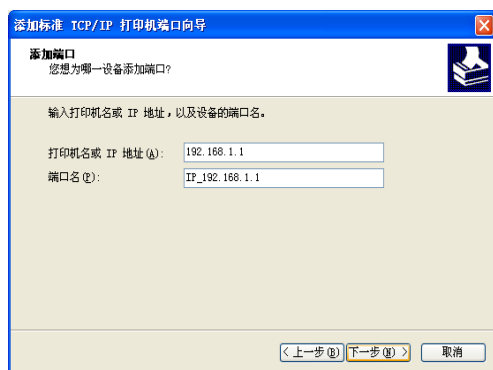 添加标准 TCP/IP 打印机端口向导
添加端口
您想为哪一设备添加端口?
输入打印机名或 IP 地址，以及设备的端口名。
打印机名或 IP 地址(A): 192.168.1.1
端口名(P): IP_192.168.1.1
< 上一步(B) 下一步(N) > 取消